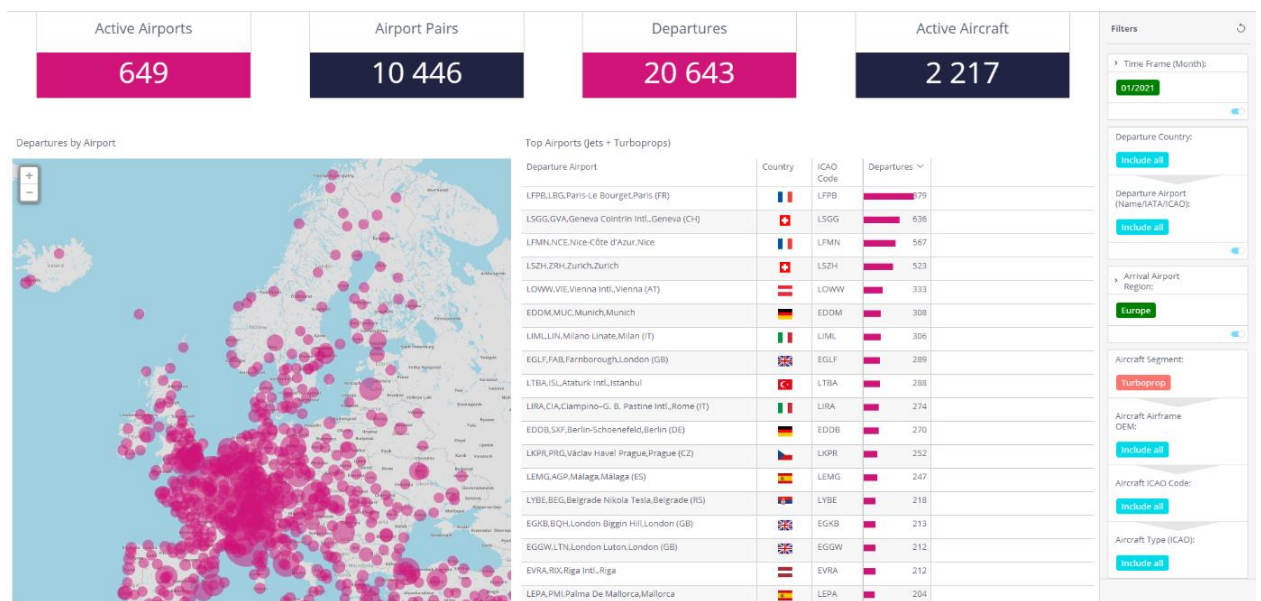 Active Airports
649
Airport Pairs
10 446
Departures
20 643
Active Aircraft
2 217
Departures by Airport
+
−
Iceland
Norway
Top Airports (Jets + Turboprops)
Departure Airport Country ICAO Code Departures
LFPB,LBG,Paris-Le Bourget,Paris (FR) LFPB 879
LSGG,GVA,Geneva Cointrin Intl.,Geneva (CH) LSGG 636
LFMN,NCE,Nice-Côte d'Azur,Nice LFMN 567
LSZH,ZRH,Zurich,Zurich LSZH 523
LOWW,VIE,Vienna Intl.,Vienna (AT) LOWW 333
EDDM,MUC,Munich,Munich EDDM 308
LIML,LIN,Milano Linate,Milan (IT) LIML 306
EGLF,FAB,Farnborough,London (GB) EGLF 289
LTBA,ISL,Ataturk Intl.,Istanbul LTBA 288
LIRA,CIA,Ciampino–G. B. Pastine Intl.,Rome (IT) LIRA 274
EDDB,SXF,Berlin-Schoenefeld,Berlin (DE) EDDB 270
LKPR,PRG,Václav Havel Prague,Prague (CZ) LKPR 252
LEMG,AGP,Málaga,Málaga (ES) LEMG 247
LYBE,BEG,Belgrade Nikola Tesla,Belgrade (RS) LYBE 218
EGKB,BQH,London Biggin Hill,London (GB) EGKB 213
EGGW,LTN,London Luton,London (GB) EGGW 212
EVRA,RIX,Riga Intl.,Riga EVRA 212
LEPA,PMI,Palma De Mallorca,Mallorca LEPA 204
Filters
Time Frame (Month):
01/2021
Departure Country:
Include all
Departure Airport
(Name/IATA/ICAO):
Include all
Arrival Airport
Region:
Europe
Aircraft Segment:
Turboprop
Aircraft Airframe
OEM:
Include all
Aircraft ICAO Code:
Include all
Aircraft Type (ICAO):
Include all